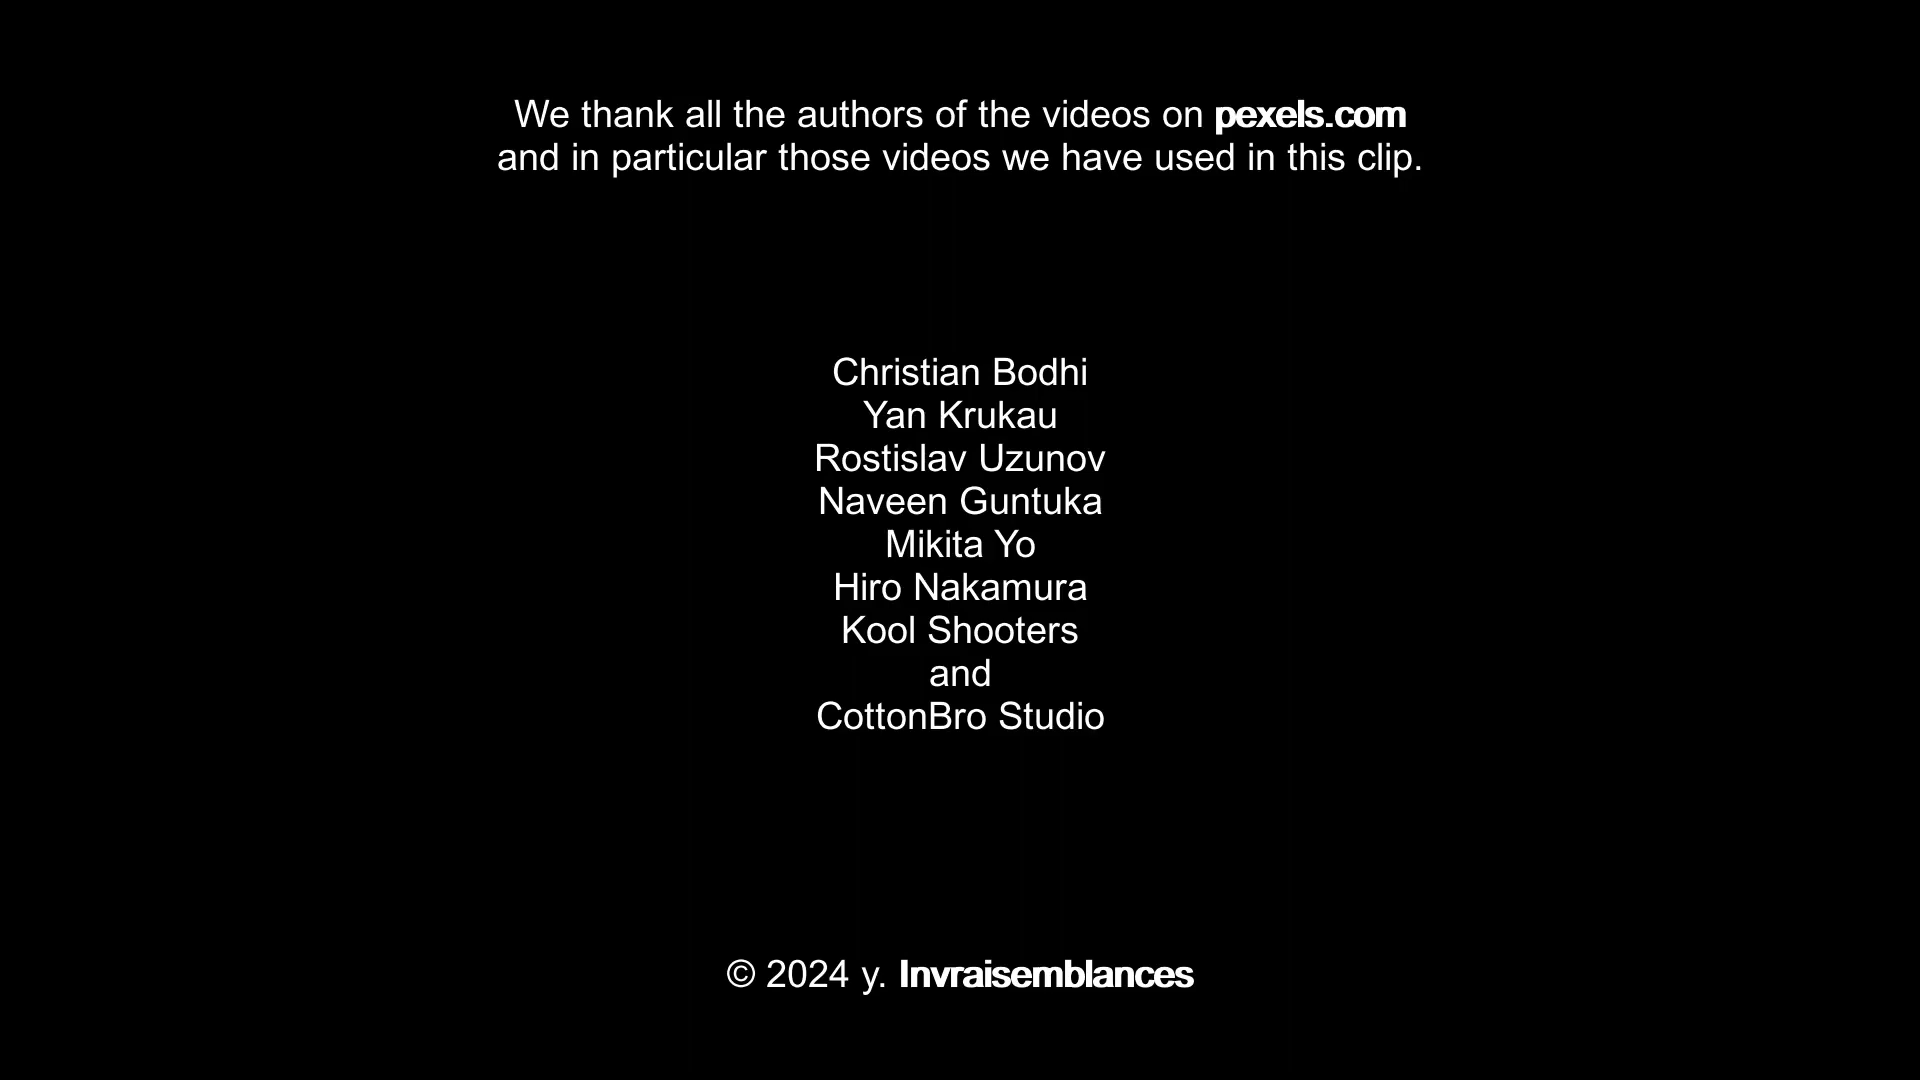 We thank all the authors of the videos on pexels.com
and in particular those videos we have used in this clip.
Christian Bodhi
Yan Krukau
Rostislav Uzunov
Naveen Guntuka
Mikita Yo
Hiro Nakamura
Kool Shooters
and
CottonBro Studio
© 2024 y. Invraisemblances